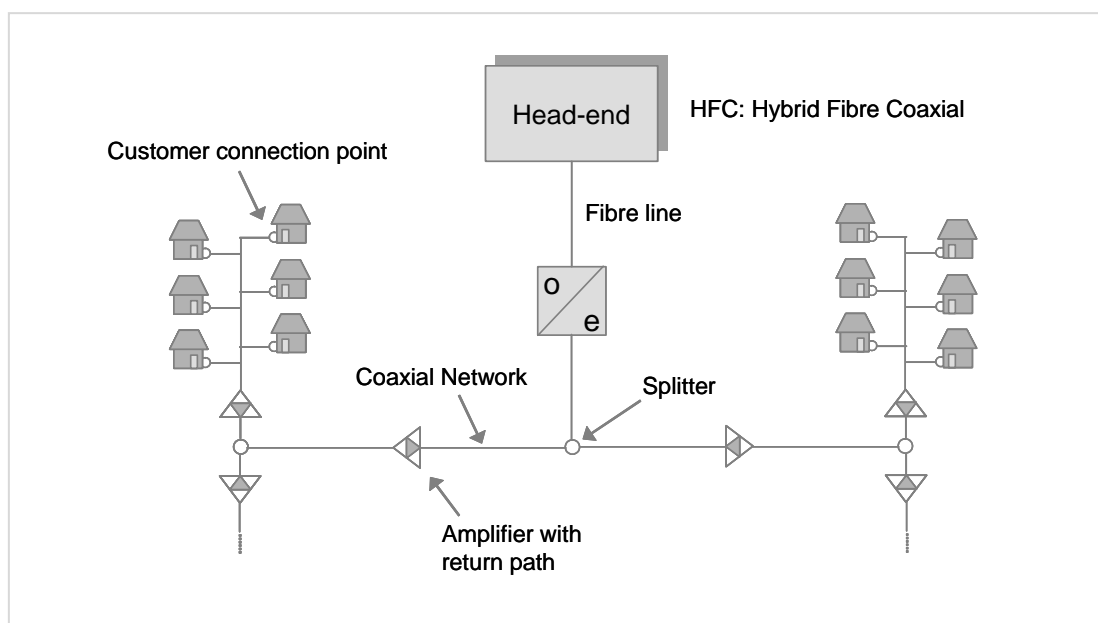 Head-end
HFC: Hybrid Fibre Coaxial
Customer connection point
Fibre line
o
e
Coaxial Network
Splitter
Amplifier with
return path